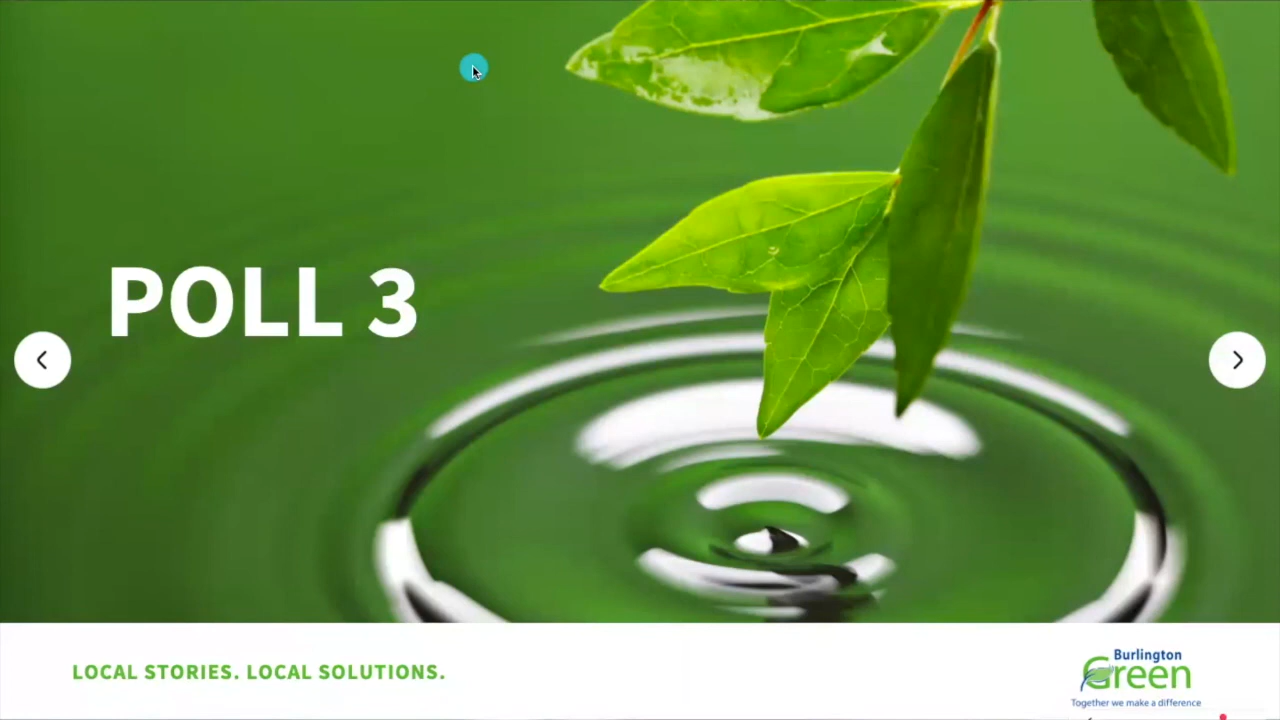 POLL 3
LOCAL STORIES. LOCAL SOLUTIONS.
Burlington
Green
Together we make a difference